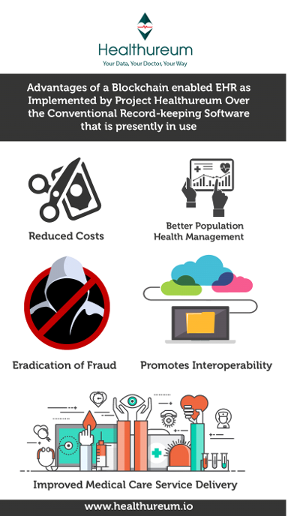 Healthureum
Your Data, Your Doctor, Your Way
Advantages of a Blockchain enabled EHR as
Implemented by Project Healthureum Over
the Conventional Record-keeping Software
that is presently in use
Reduced Costs
Better Population
Health Management
Eradication of Fraud
Promotes Interoperability
Improved Medical Care Service Delivery
www.healthureum.io